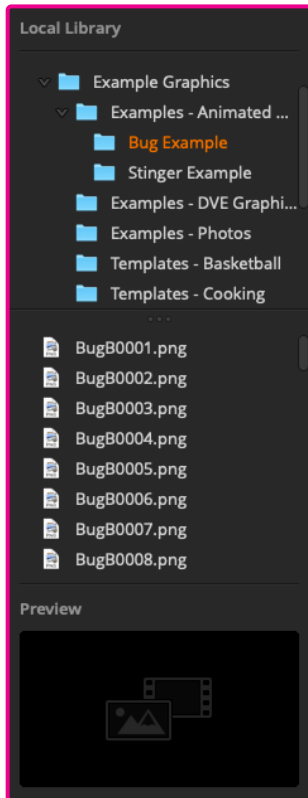 Local Library
Example Graphics
Examples - Animated ...
Bug Example
Stinger Example
Examples - DVE Graphi...
Examples - Photos
Templates - Basketball
Templates - Cooking
BugB0001.png
BugB0002.png
BugB0003.png
BugB0004.png
BugB0005.png
BugB0006.png
BugB0007.png
BugB0008.png
Preview